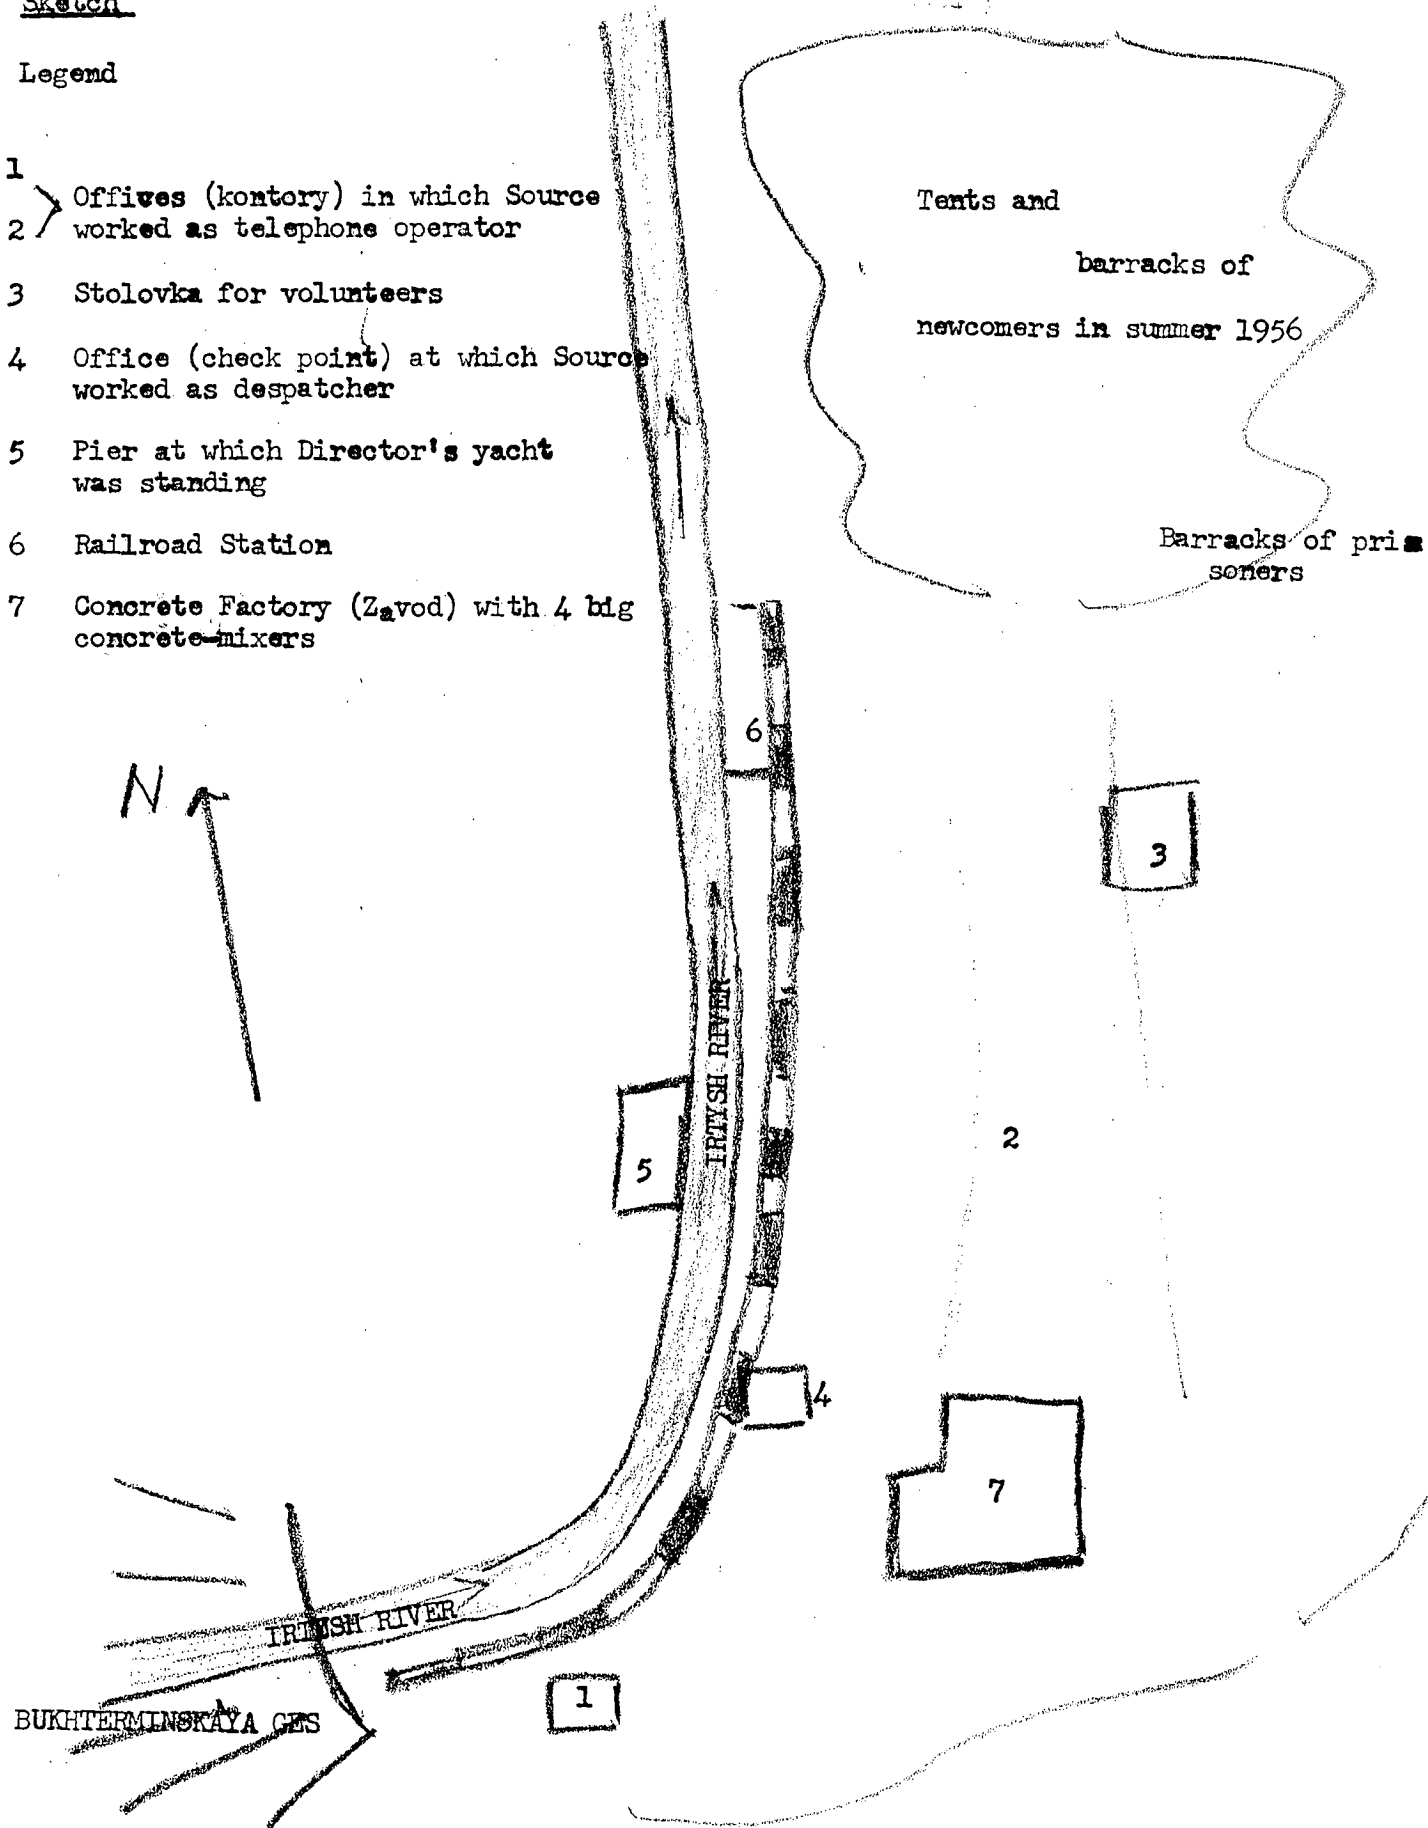 Sketch
Legend
1
Offives (kontory) in which Source
2 worked as telephone operator
3 Stolovka for volunteers
4 Office (check point) at which Source
worked as despatcher
5 Pier at which Director's yacht
was standing
6 Railroad Station
7 Concrete Factory (Zavod) with 4 big
concrete-mixers
Tents and
barracks of
newcomers in summer 1956
Barracks of pri
soners
N
6
3
IRTYSH RIVER
5
2
4
7
IRTUSH RIVER
1
BUKHTERMINSKAYA GES